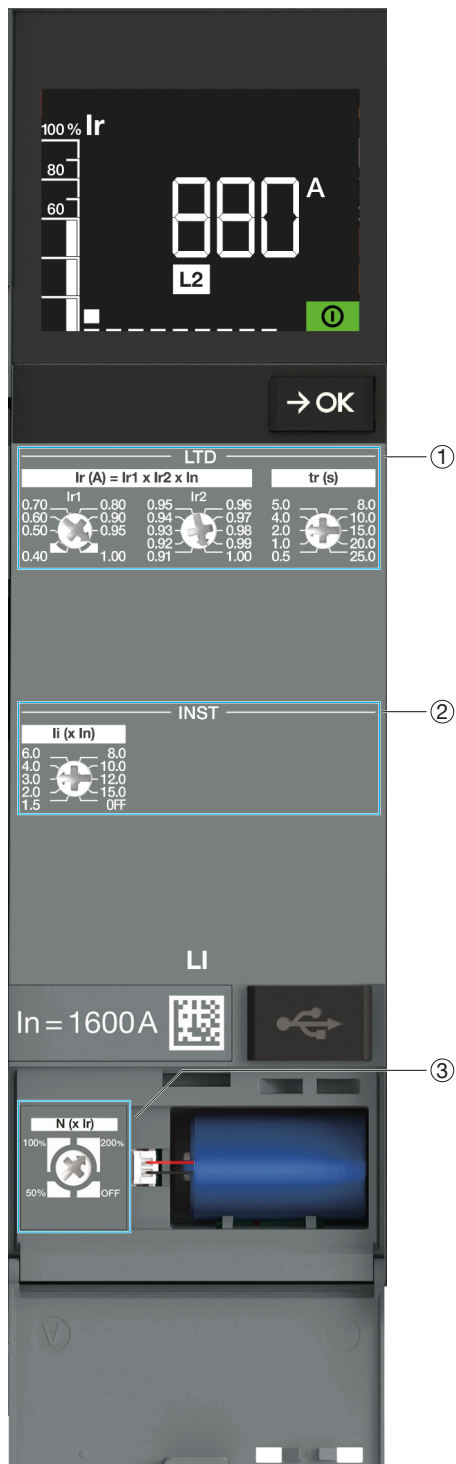 100 % Ir
80
60
880 A
L2
→OK
LTD
①
Ir (A) = Ir1 x Ir2 x In
tr (s)
Ir1
Ir2
0.70 0.80 0.95 0.96 5.0 8.0
0.60 0.90 0.94 0.97 4.0 10.0
0.50 0.95 0.93 0.98 2.0 15.0
0.92 0.99 1.0 20.0
0.40 1.00 0.91 1.00 0.5 25.0
INST
②
Ii (x In)
6.0 8.0
4.0 10.0
3.0 12.0
2.0 15.0
1.5 0FF
LI
In = 1600 A
③
N (x Ir)
100% 200%
50% OFF